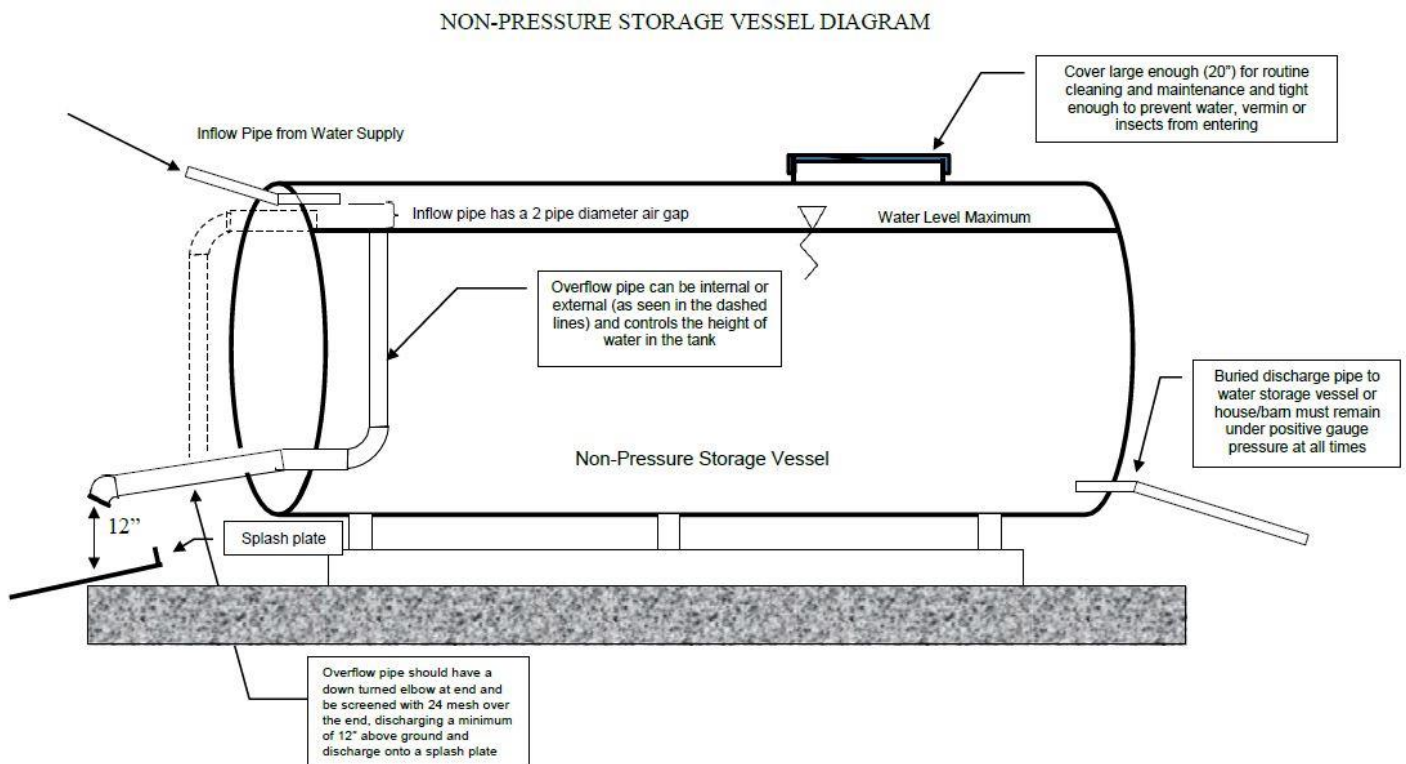 NON-PRESSURE STORAGE VESSEL DIAGRAM
Cover large enough (20") for routine
cleaning and maintenance and tight
enough to prevent water, vermin or
insects from entering
Inflow Pipe from Water Supply
Inflow pipe has a 2 pipe diameter air gap
Water Level Maximum
Overflow pipe can be internal or
external (as seen in the dashed
lines) and controls the height of
water in the tank
Buried discharge pipe to
water storage vessel or
house/barn must remain
under positive gauge
pressure at all times
Non-Pressure Storage Vessel
12”
Splash plate
Overflow pipe should have a
down turned elbow at end and
be screened with 24 mesh over
the end, discharging a minimum
of 12" above ground and
discharge onto a splash plate